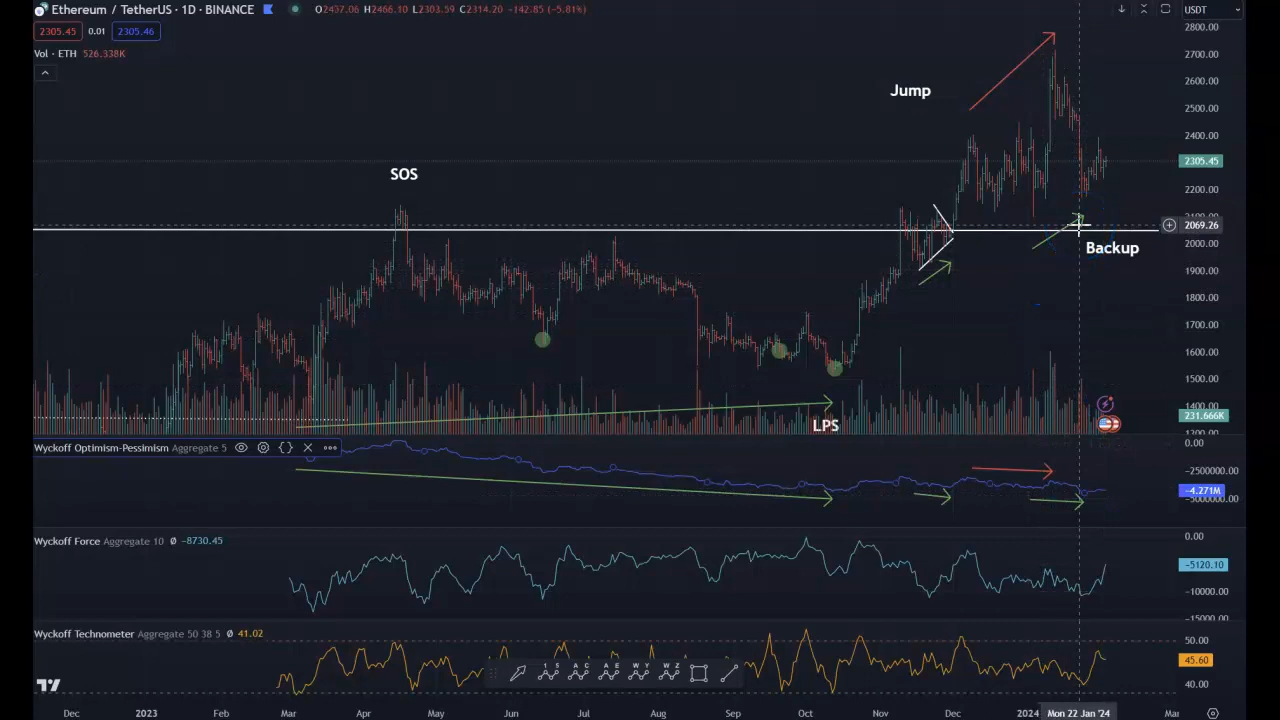 Ethereum / TetherUS · 1D · BINANCE O2457.06 H2466.10 L2303.59 C2314.20 −142.85 (−5.81%) USDT
2305.45 0.01 2305.46
Vol · ETH 526.338K
2800.00
2700.00
2600.00
Jump
2500.00
2400.00
2305.45
SOS
2200.00
2100.00
2069.26
2000.00
Backup
1900.00
1800.00
1700.00
1600.00
1500.00
231.666K
LPS
1300.00
Wyckoff Optimism-Pessimism Aggregate 5
0.00
−2500000.00
−4.271M
−5000000.00
Wyckoff Force Aggregate 10 Ø −8730.45
0.00
−5120.10
−10000.00
−15000.00
Wyckoff Technometer Aggregate 50 38 5 Ø 41.02
50.00
45.60
40.00
1 5 A C A E W Y W Z
Dec 2023 Feb Mar Apr May Jun Jul Aug Sep Oct Nov Dec 2024 Mon 22 Jan '24 Mar